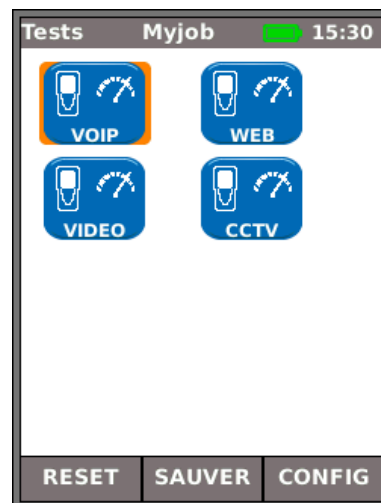 Tests Myjob 15:30
VOIP WEB
VIDEO CCTV
RESET SAUVER CONFIG